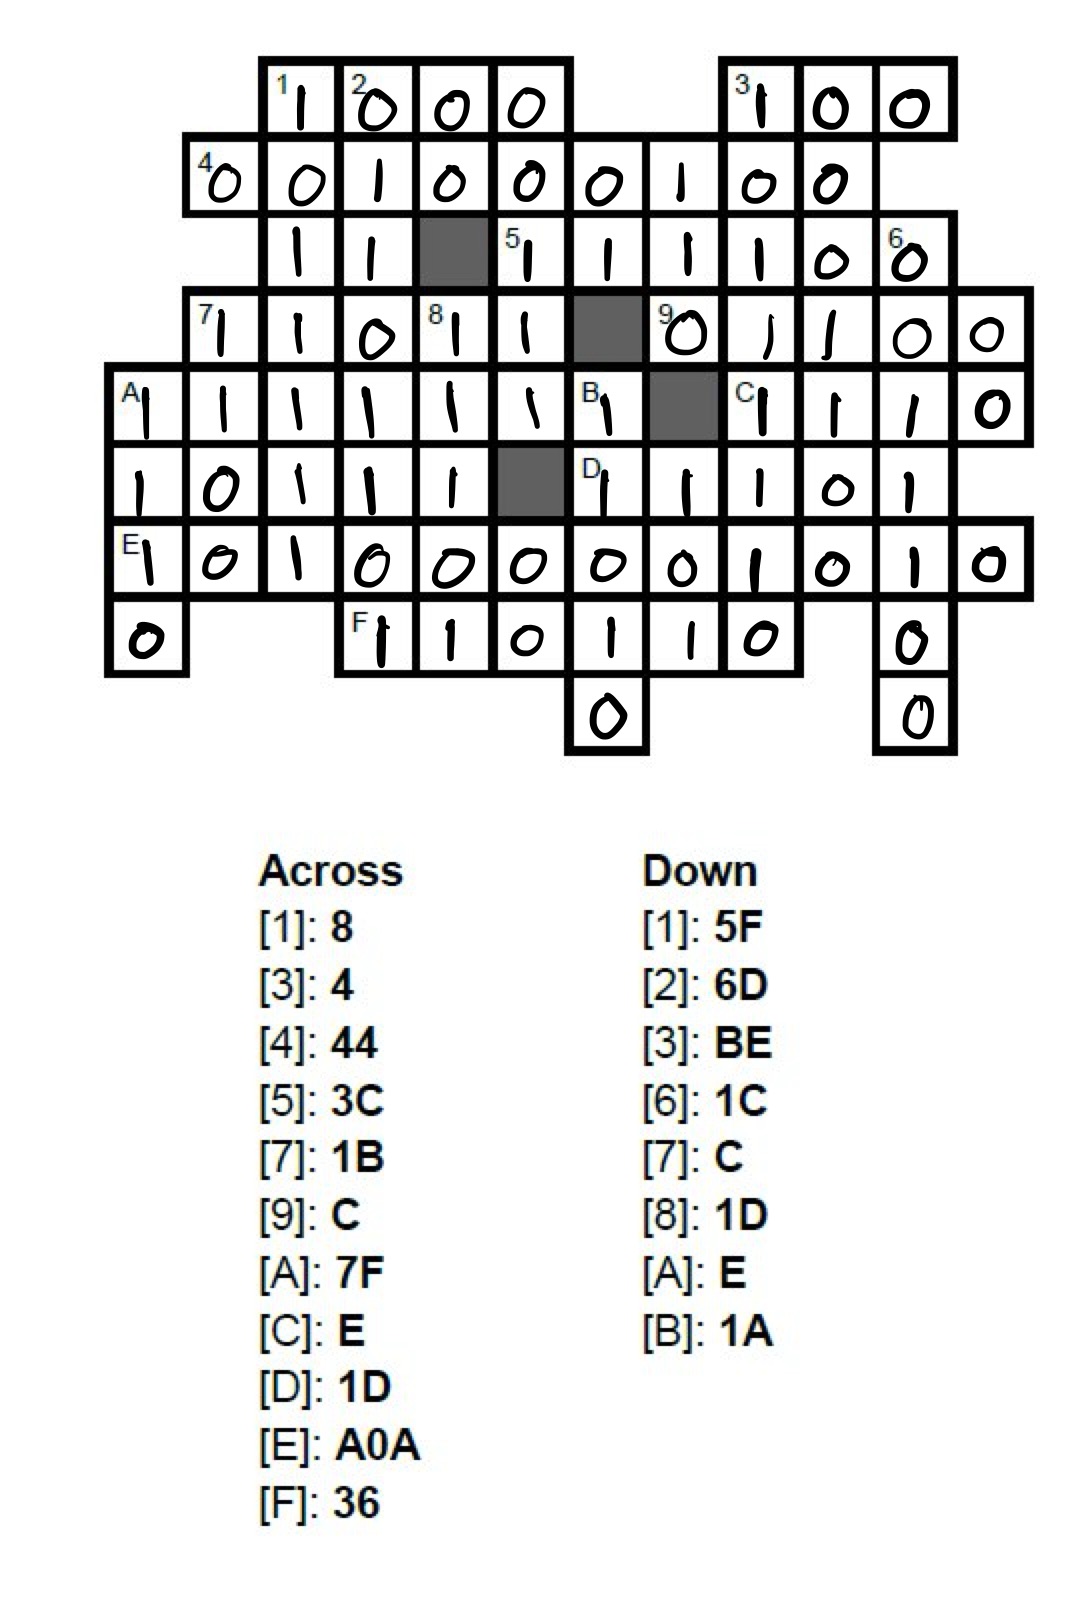 1 1 2 0 0 0 3 1 0 0
4 0 0 1 0 0 0 1 0 0
1 1 5 1 1 1 1 0 6 0
7 1 1 0 8 1 1 9 0 1 1 0 0
A 1 1 1 1 1 1 B 1 C 1 1 1 0
1 0 1 1 1 D 1 1 1 0 1
E 1 0 1 0 0 0 0 0 1 0 1 0
0 F 1 1 0 1 1 0 0
0 0
Across
[1]: 8
[3]: 4
[4]: 44
[5]: 3C
[7]: 1B
[9]: C
[A]: 7F
[C]: E
[D]: 1D
[E]: A0A
[F]: 36
Down
[1]: 5F
[2]: 6D
[3]: BE
[6]: 1C
[7]: C
[8]: 1D
[A]: E
[B]: 1A